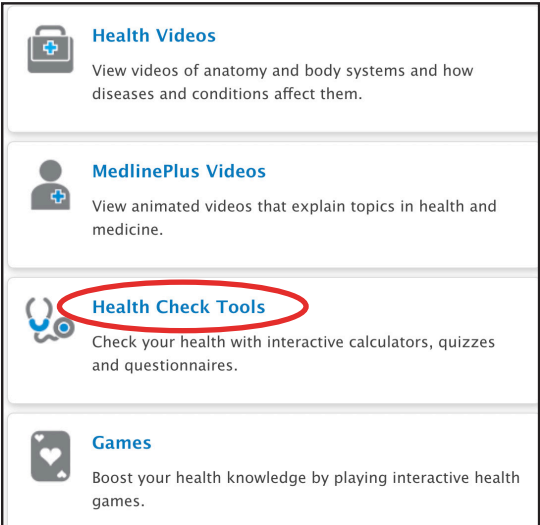 Health Videos
View videos of anatomy and body systems and how
diseases and conditions affect them.
MedlinePlus Videos
View animated videos that explain topics in health and
medicine.
Health Check Tools
Check your health with interactive calculators, quizzes
and questionnaires.
Games
Boost your health knowledge by playing interactive health
games.